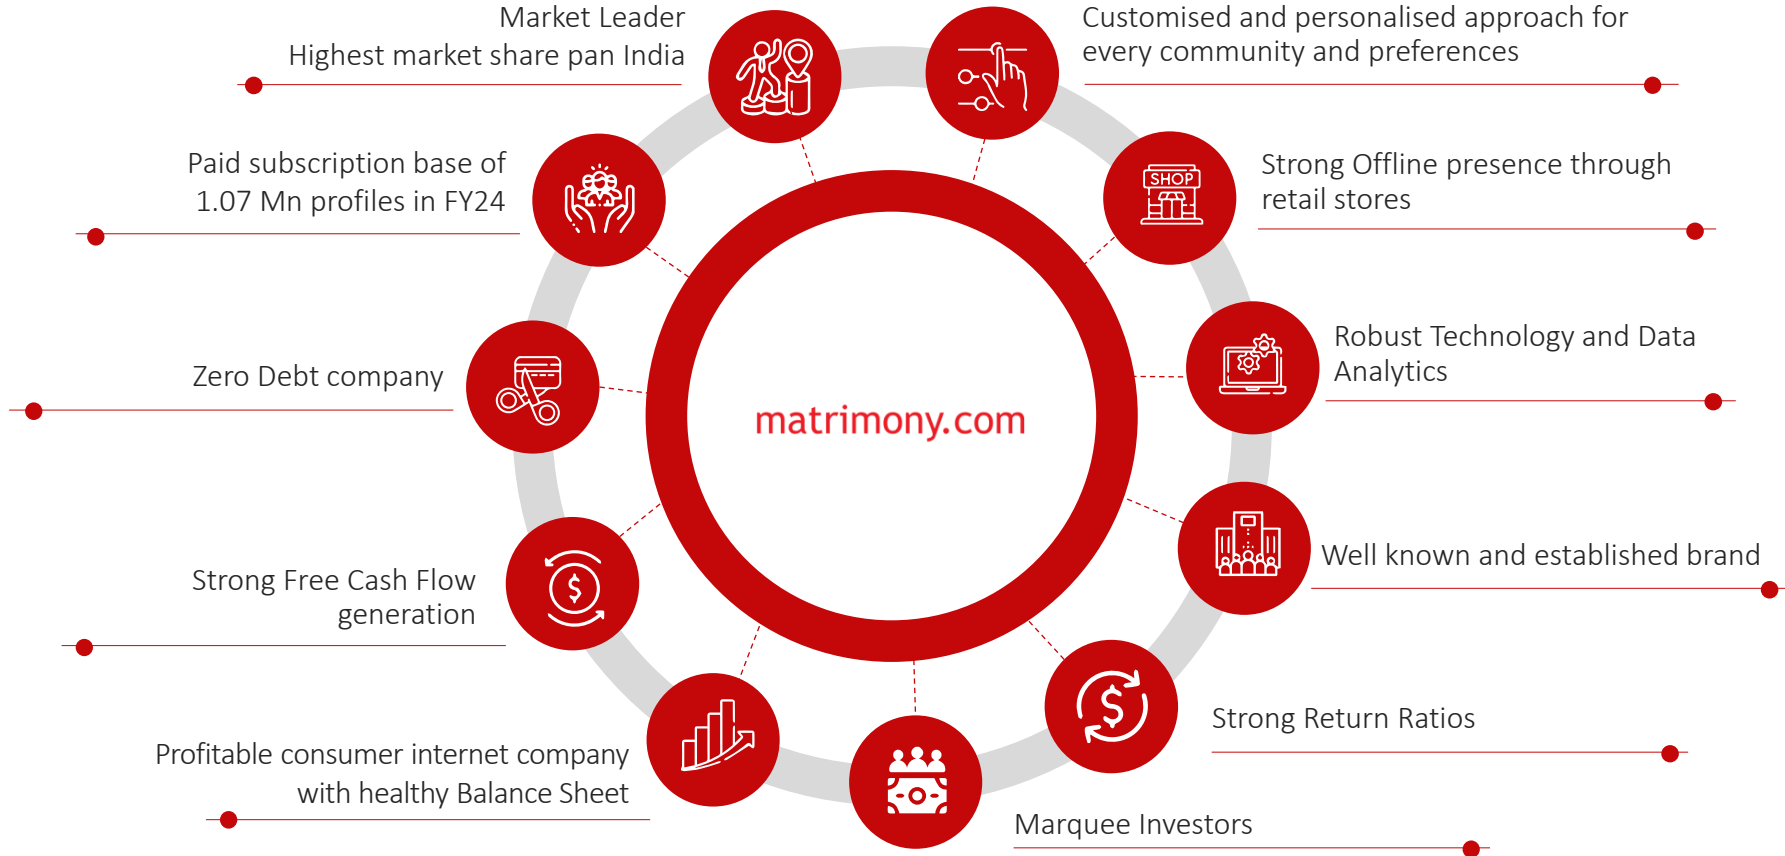 Market Leader
Highest market share pan India
Customised and personalised approach for
every community and preferences
Paid subscription base of
1.07 Mn profiles in FY24
SHOP
Strong Offline presence through
retail stores
Zero Debt company
Robust Technology and Data
Analytics
matrimony.com
Strong Free Cash Flow
generation
$
Well known and established brand
Profitable consumer internet company
with healthy Balance Sheet
$
Strong Return Ratios
Marquee Investors